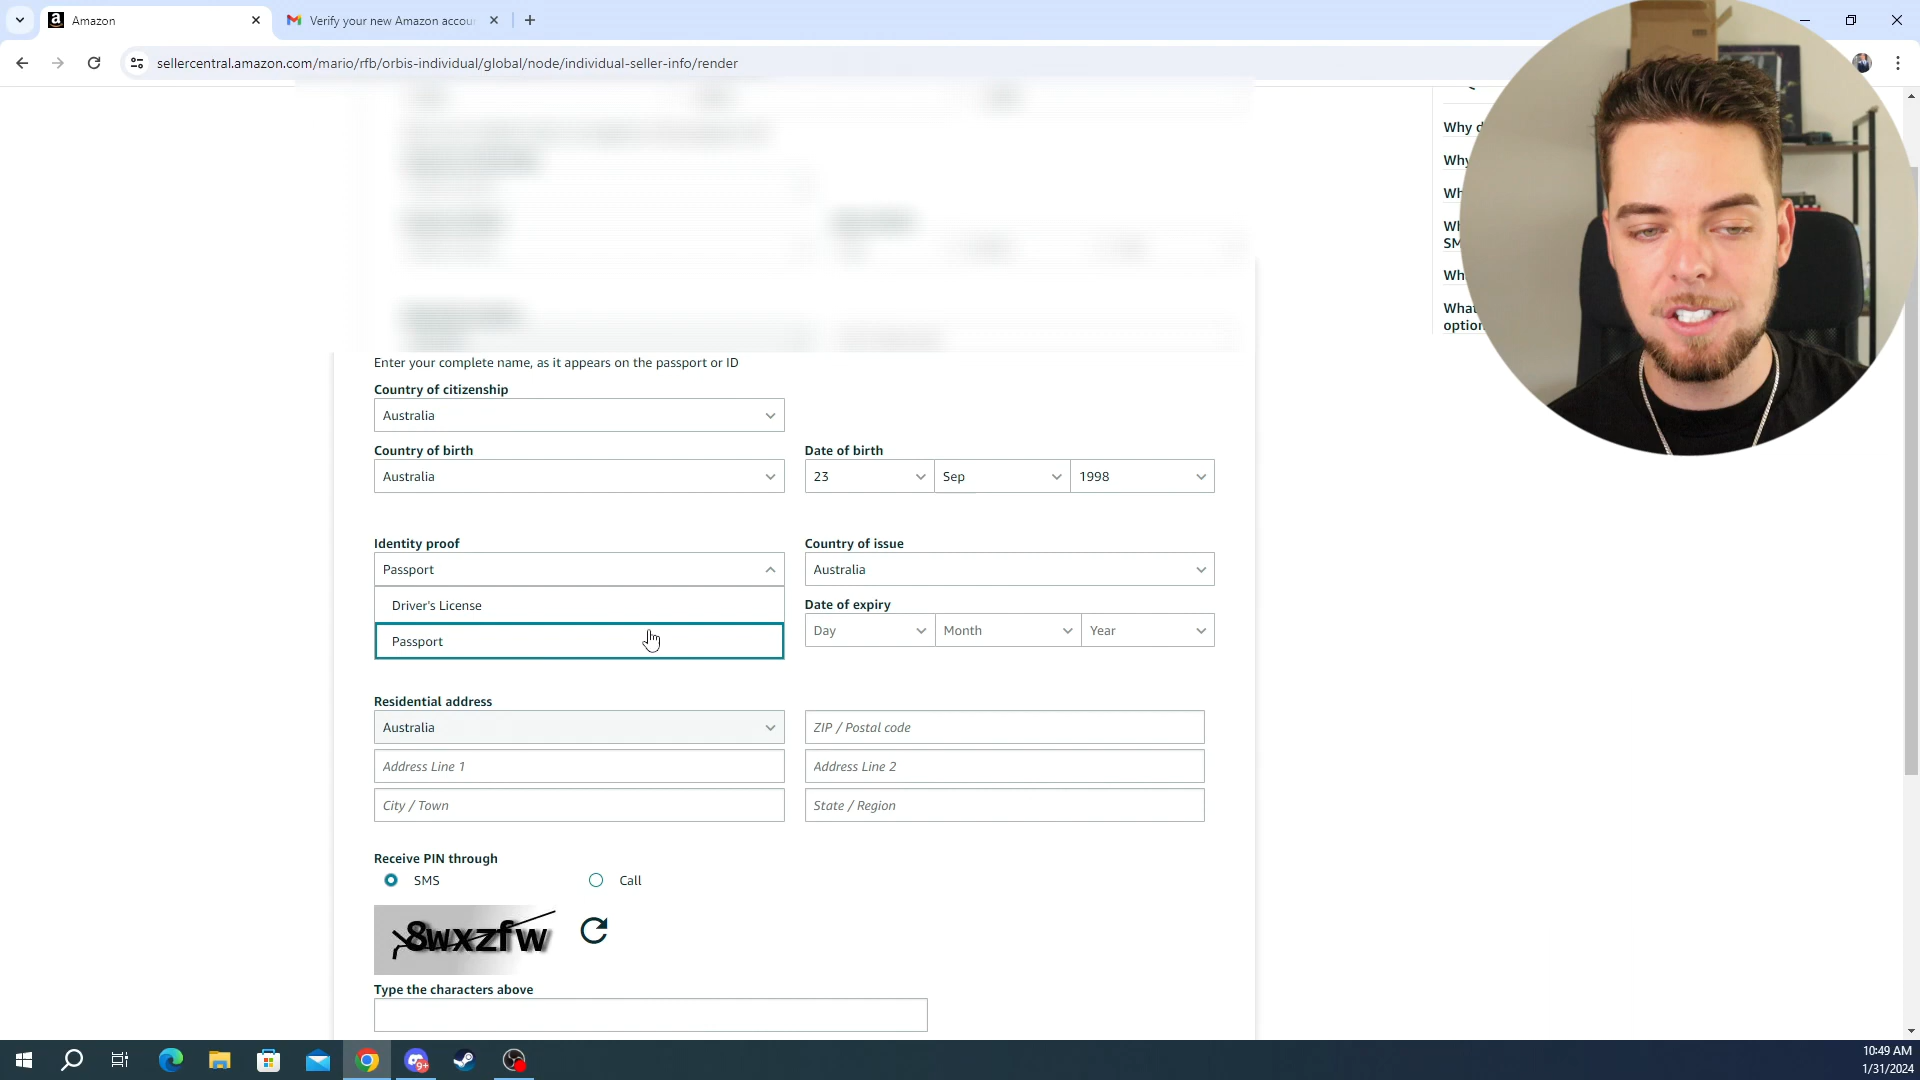 Amazon
Verify your new Amazon accou
sellercentral.amazon.com/mario/rfb/orbis-individual/global/node/individual-seller-info/render
Why d
Why
Wh
Wh
SM
Wh
What
option
Enter your complete name, as it appears on the passport or ID
Country of citizenship
Australia
Country of birth
Australia
Date of birth
23
Sep
1998
Identity proof
Passport
Driver's License
Passport
Country of issue
Australia
Date of expiry
Day
Month
Year
Residential address
Australia
ZIP / Postal code
Address Line 1
Address Line 2
City / Town
State / Region
Receive PIN through
SMS
Call
8wxzfw
Type the characters above
9+
10:49 AM
1/31/2024